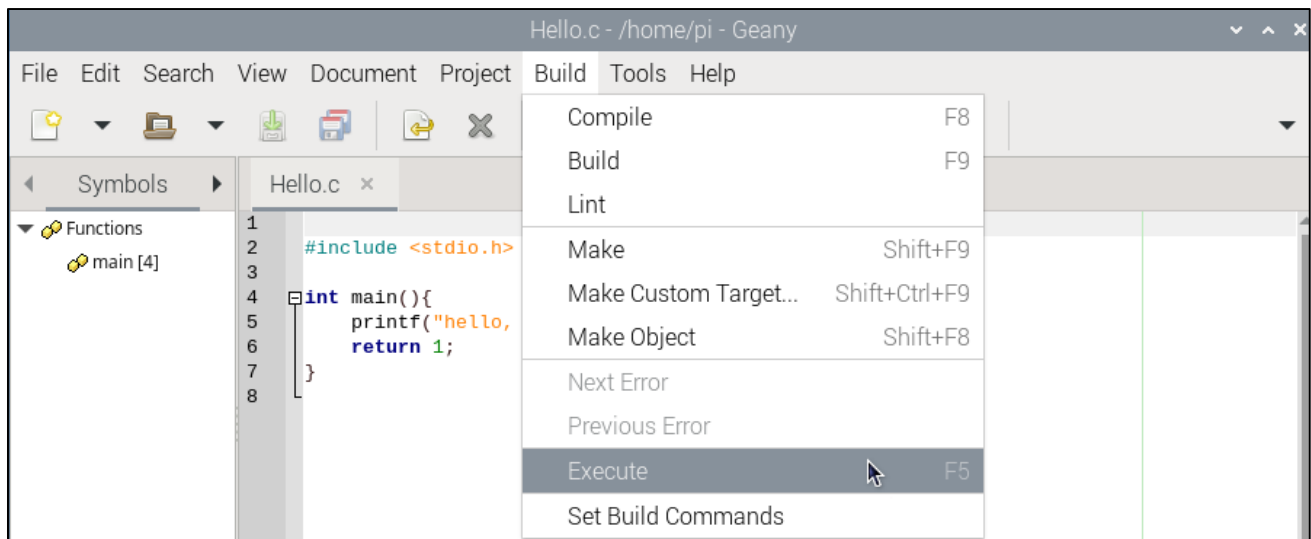 Hello.c - /home/pi - Geany
File Edit Search View Document Project Build Tools Help
Compile F8
Build F9
Lint
Make Shift+F9
Make Custom Target... Shift+Ctrl+F9
Make Object Shift+F8
Next Error
Previous Error
Execute F5
Set Build Commands
Symbols
Functions
main [4]
Hello.c
1
2 #include <stdio.h>
3
4 int main(){
5 printf("hello,
6 return 1;
7 }
8